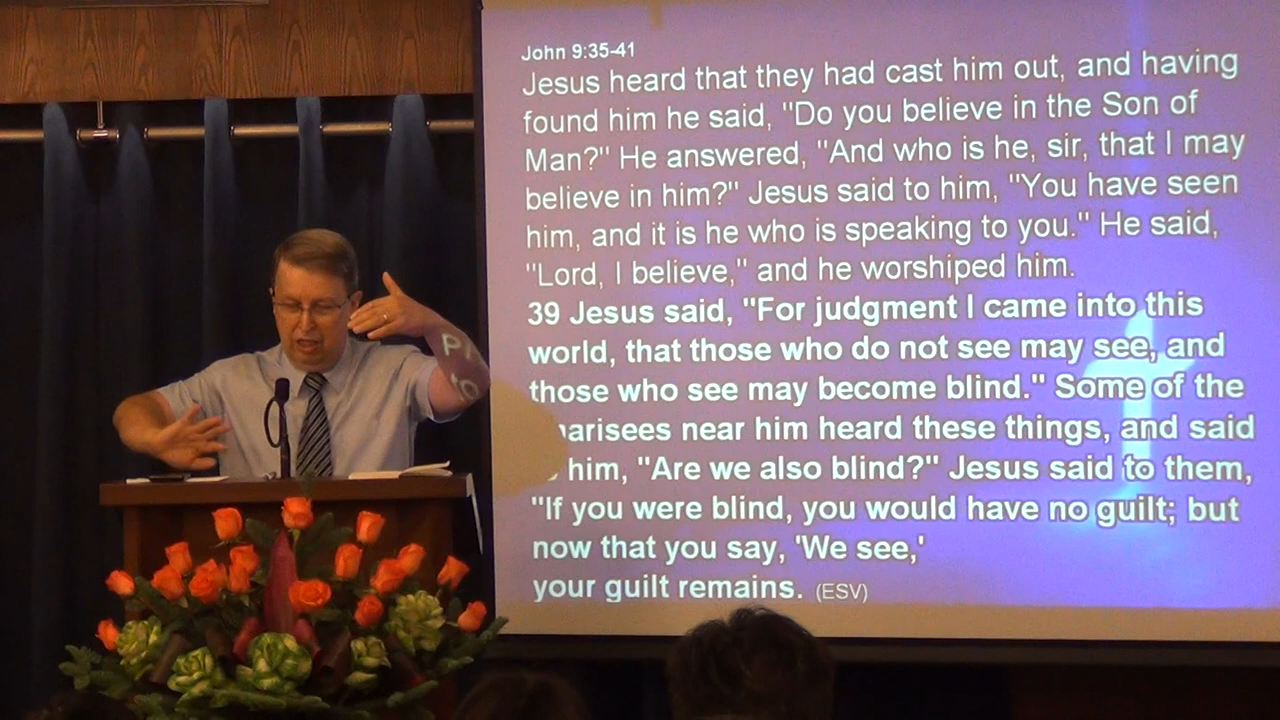 John 9:35-41
Jesus heard that they had cast him out, and having
found him he said, "Do you believe in the Son of
Man?" He answered, "And who is he, sir, that I may
believe in him?" Jesus said to him, "You have seen
him, and it is he who is speaking to you." He said,
"Lord, I believe," and he worshiped him.
39 Jesus said, "For judgment I came into this
world, that those who do not see may see, and
those who see may become blind." Some of the
near him heard these things, and said
him, "Are we also blind?" Jesus said to them,
"If you were blind, you would have no guilt; but
now that you say, 'We see,'
your guilt remains. (ESV)